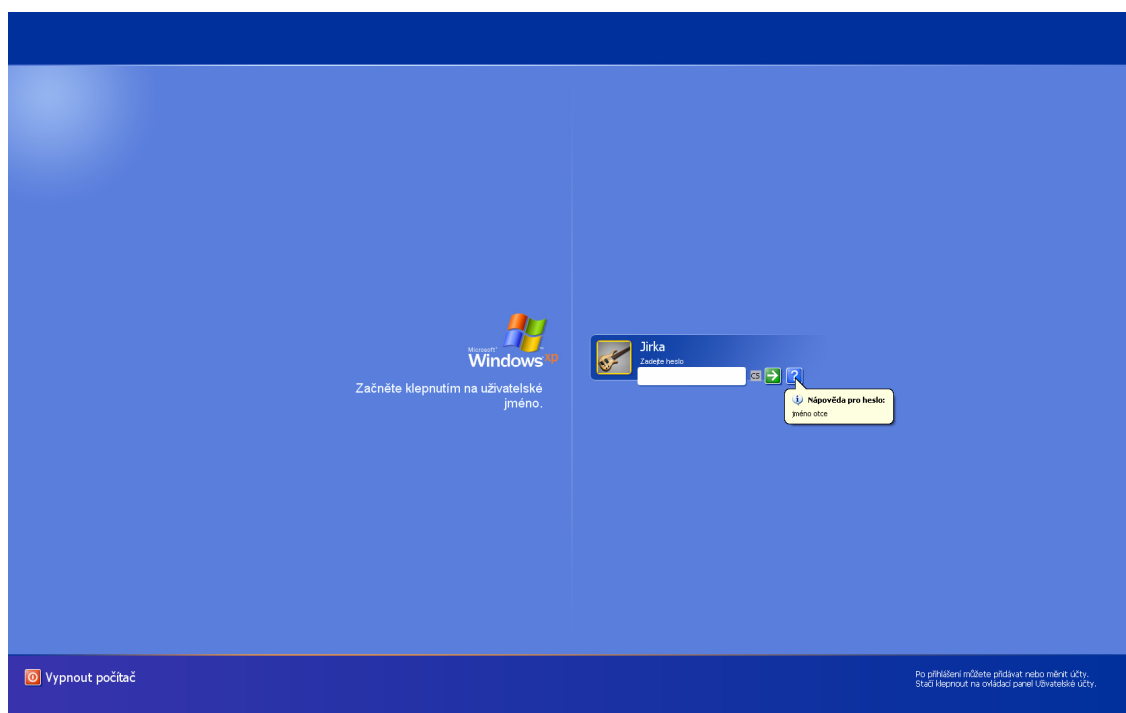 Microsoft®
Windows xp
Začněte klepnutím na uživatelské
jméno.
Jirka
Zadejte heslo
CS
?
Nápověda pro heslo:
jméno otce
Vypnout počítač
Po přihlášení můžete přidávat nebo měnit účty.
Stačí klepnout na ovládací panel Uživatelské účty.